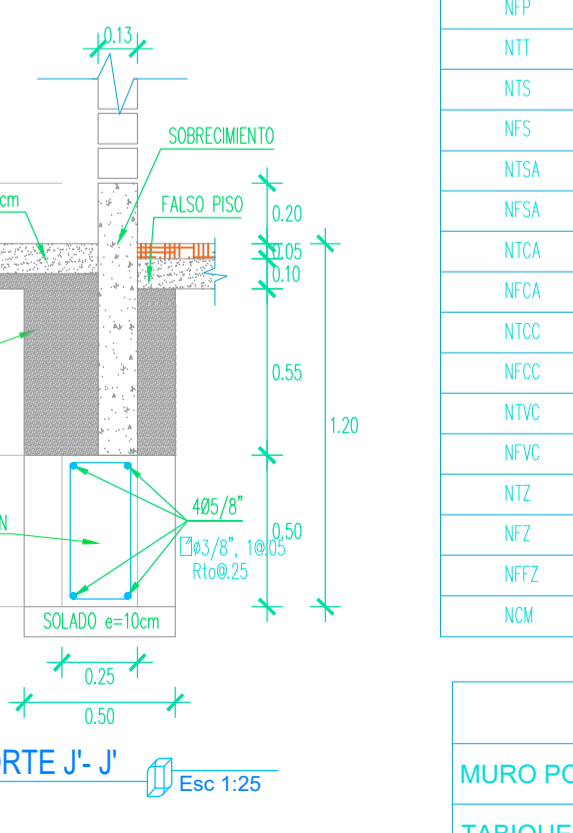 0.13
SOBRECIMIENTO
cm
FALSO PISO
0.20
0.05
0.10
0.55
1.20
N
4Ø5/8"
Ø3/8", 1@.05
Rto@.25
0.50
SOLADO e=10cm
0.25
0.50
RTE J'- J'
Esc 1:25
NFP
NTT
NTS
NFS
NTSA
NFSA
NTCA
NFCA
NTCC
NFCC
NTVC
NFVC
NTZ
NFZ
NFFZ
NCM
MURO PO
TABIQUE